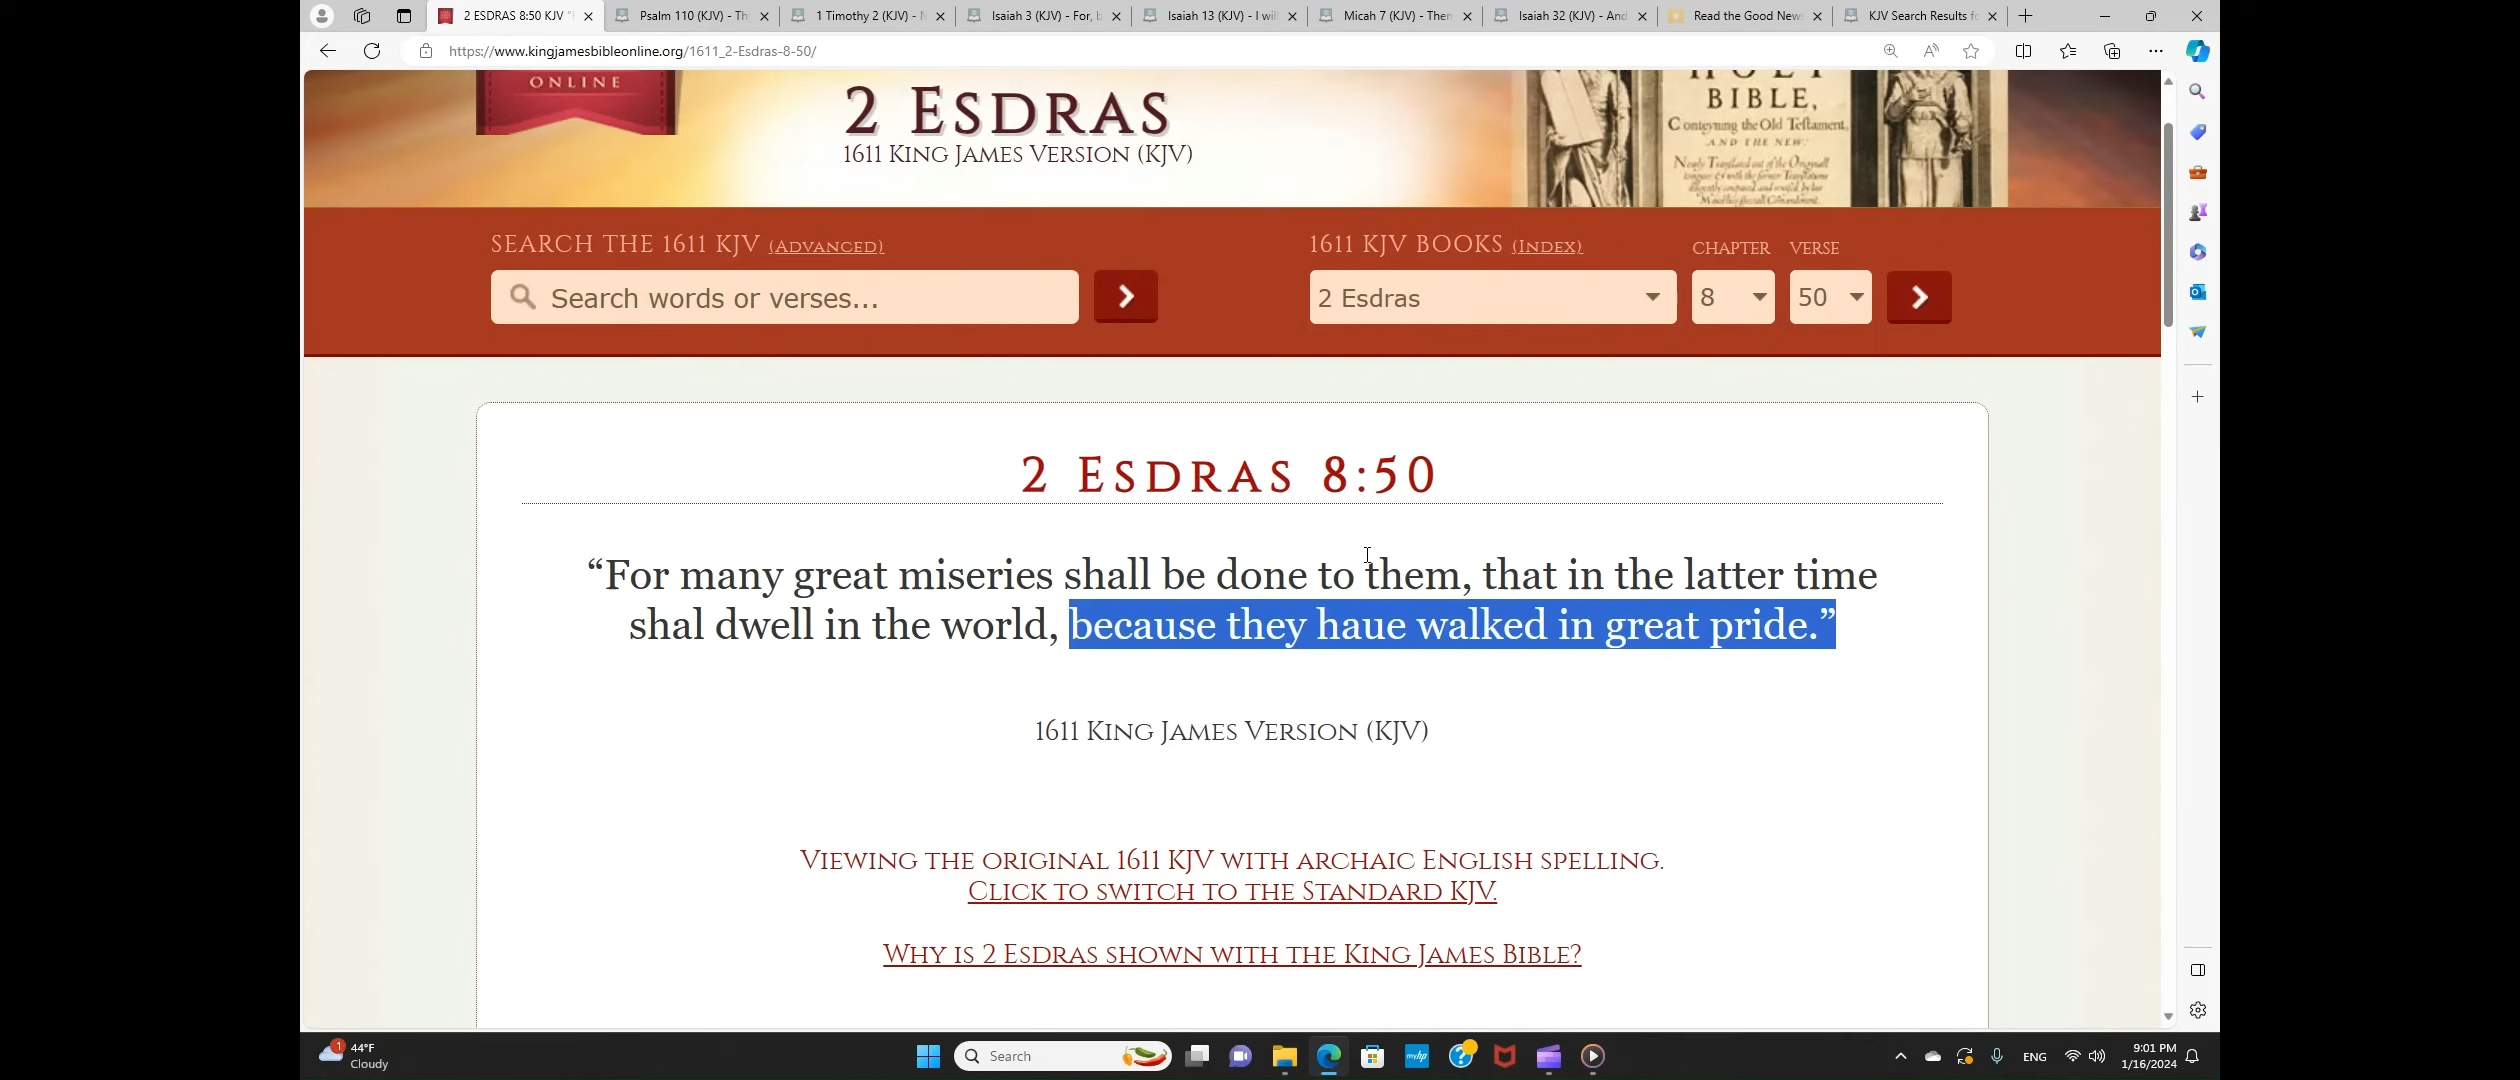 2 ESDRAS 8:50 KJV "
Psalm 110 (KJV) - Th
1 Timothy 2 (KJV) -
Isaiah 3 (KJV) - For, b
Isaiah 13 (KJV) - I will
Micah 7 (KJV) - Then
Isaiah 32 (KJV) - And
Read the Good New
KJV Search Results fo
https://www.kingjamesbibleonline.org/1611_2-Esdras-8-50/
ONLINE
2 ESDRAS
1611 KING JAMES VERSION (KJV)
HOLY
BIBLE,
Conteyning the Old Testament,
AND THE NEW:
SEARCH THE 1611 KJV (ADVANCED)
1611 KJV BOOKS (INDEX)
CHAPTER
VERSE
Search words or verses...
2 Esdras
8
50
2 ESDRAS 8:50
“For many great miseries shall be done to them, that in the latter time
shal dwell in the world, because they haue walked in great pride.”
1611 KING JAMES VERSION (KJV)
VIEWING THE ORIGINAL 1611 KJV WITH ARCHAIC ENGLISH SPELLING.
CLICK TO SWITCH TO THE STANDARD KJV.
WHY IS 2 ESDRAS SHOWN WITH THE KING JAMES BIBLE?
1
44°F
Cloudy
Search
myhp
ENG
9:01 PM
1/16/2024